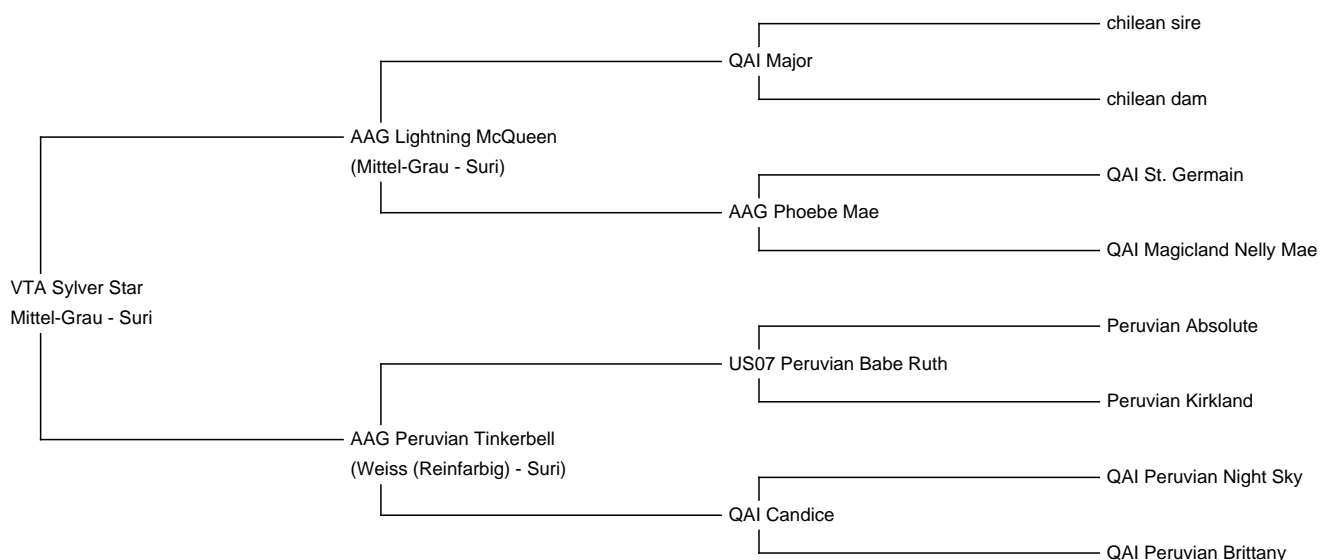 chilean sire
QAI Major
chilean dam
AAG Lightning McQueen
(Mittel-Grau - Suri)
QAI St. Germain
AAG Phoebe Mae
QAI Magicland Nelly Mae
VTA Sylver Star
Mittel-Grau - Suri
Peruvian Absolute
US07 Peruvian Babe Ruth
Peruvian Kirkland
AAG Peruvian Tinkerbell
(Weiss (Reinfarbig) - Suri)
QAI Peruvian Night Sky
QAI Candice
QAI Peruvian Brittany